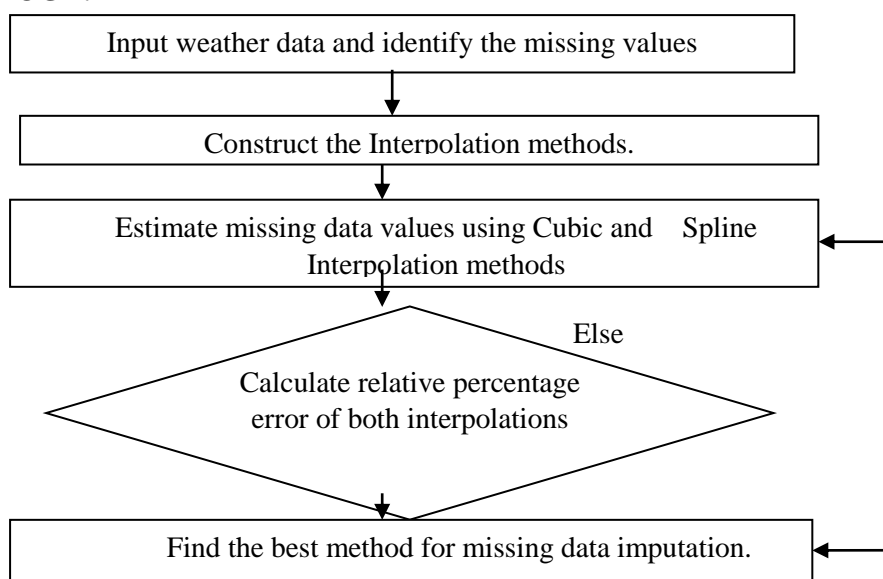 Input weather data and identify the missing values
Construct the Interpolation methods.
Estimate missing data values using Cubic and Spline
Interpolation methods
Else
Calculate relative percentage
error of both interpolations
Find the best method for missing data imputation.